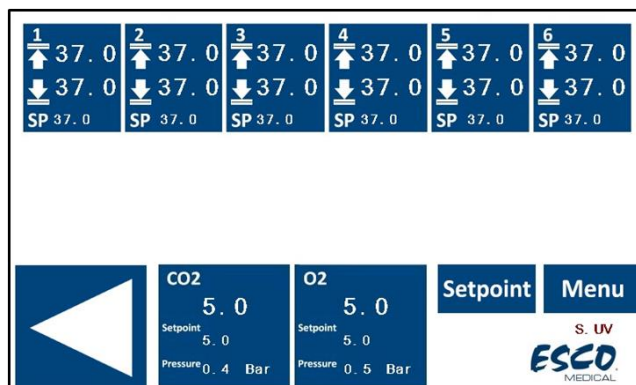 1 2 3 4 5 6
37.0 37.0 37.0 37.0 37.0 37.0
37.0 37.0 37.0 37.0 37.0 37.0
SP 37.0 SP 37.0 SP 37.0 SP 37.0 SP 37.0 SP 37.0
CO2 O2
5.0 5.0 Setpoint Menu
Setpoint Setpoint
5.0 5.0
Pressure 0.4 Bar Pressure 0.5 Bar
S. UV
ESCO
MEDICAL